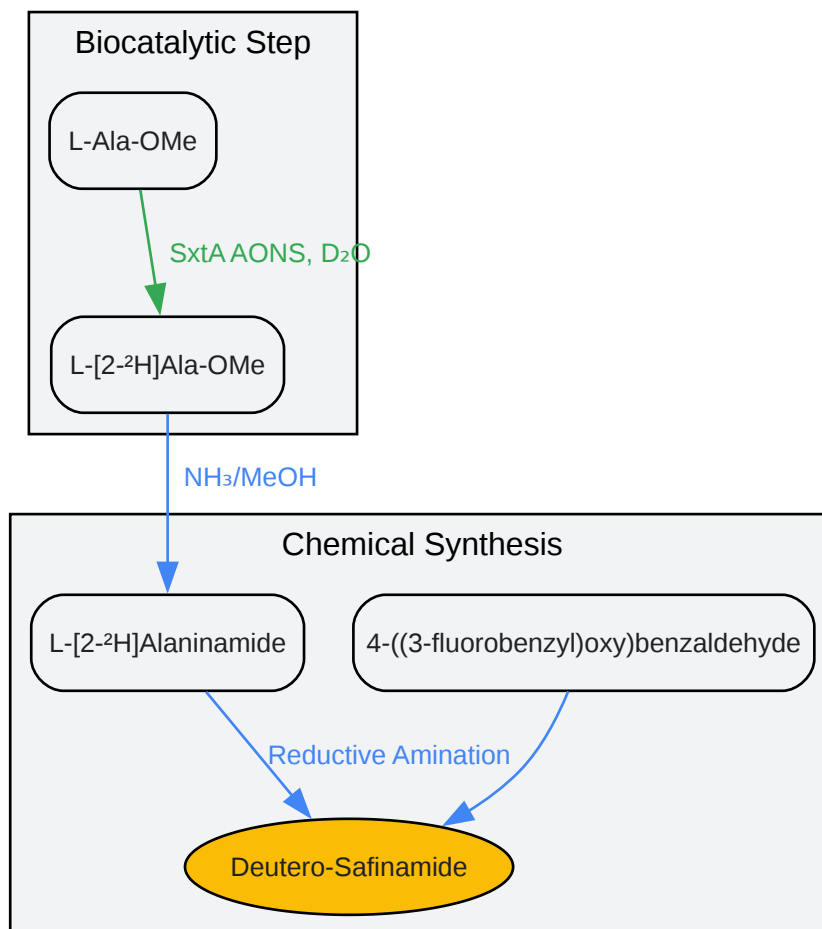 Biocatalytic Step
L-Ala-OMe
SxtA AONS, D₂O
L-[2-²H]Ala-OMe
NH₃/MeOH
Chemical Synthesis
L-[2-²H]Alaninamide
4-((3-fluorobenzyl)oxy)benzaldehyde
Reductive Amination
Deutero-Safinamide